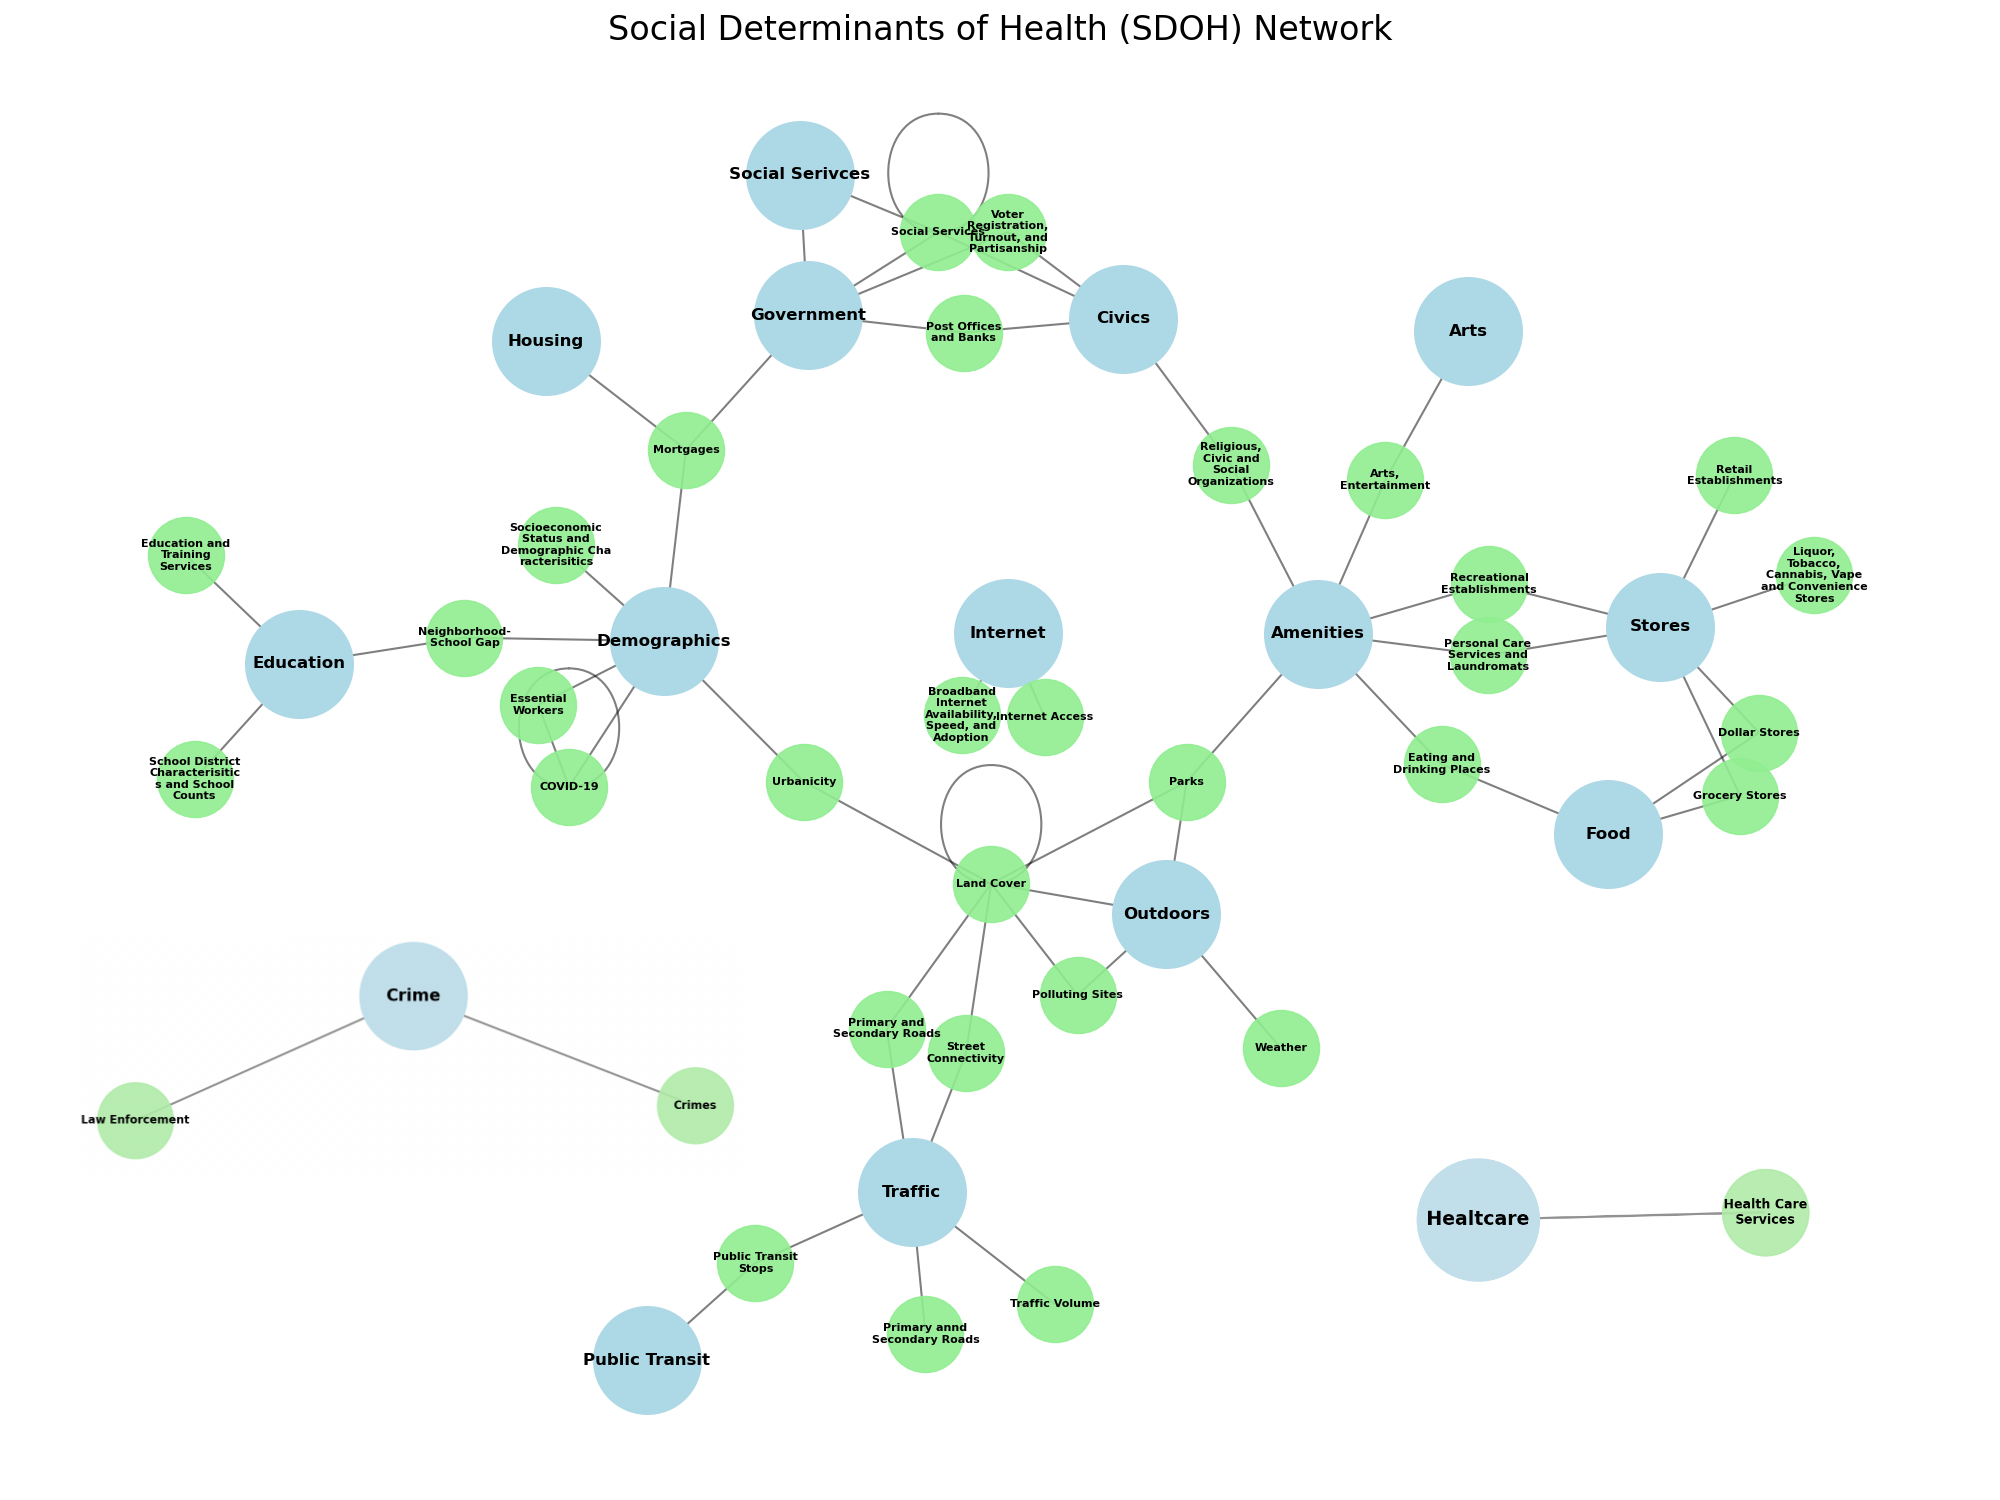 Social Determinants of Health (SDOH) Network
Social Serivces
Social Services
Voter
Registration,
Turnout, and
Partisanship
Government
Civics
Post Offices
and Banks
Housing
Arts
Mortgages
Religious,
Civic and
Social
Organizations
Arts,
Entertainment
Retail
Establishments
Education and
Training
Services
Socioeconomic
Status and
Demographic Cha
racterisitics
Liquor,
Tobacco,
Cannabis, Vape
and Convenience
Stores
Recreational
Establishments
Neighborhood-
School Gap
Demographics
Internet
Amenities
Stores
Education
Personal Care
Services and
Laundromats
Essential
Workers
Broadband
Internet
Availability,
Speed, and
Adoption
Internet Access
Dollar Stores
School District
Characterisitic
s and School
Counts
COVID-19
Urbanicity
Parks
Eating and
Drinking Places
Grocery Stores
Food
Land Cover
Outdoors
Crime
Polluting Sites
Primary and
Secondary Roads
Street
Connectivity
Weather
Law Enforcement
Crimes
Traffic
Healtcare
Health Care
Services
Public Transit
Stops
Traffic Volume
Primary annd
Secondary Roads
Public Transit